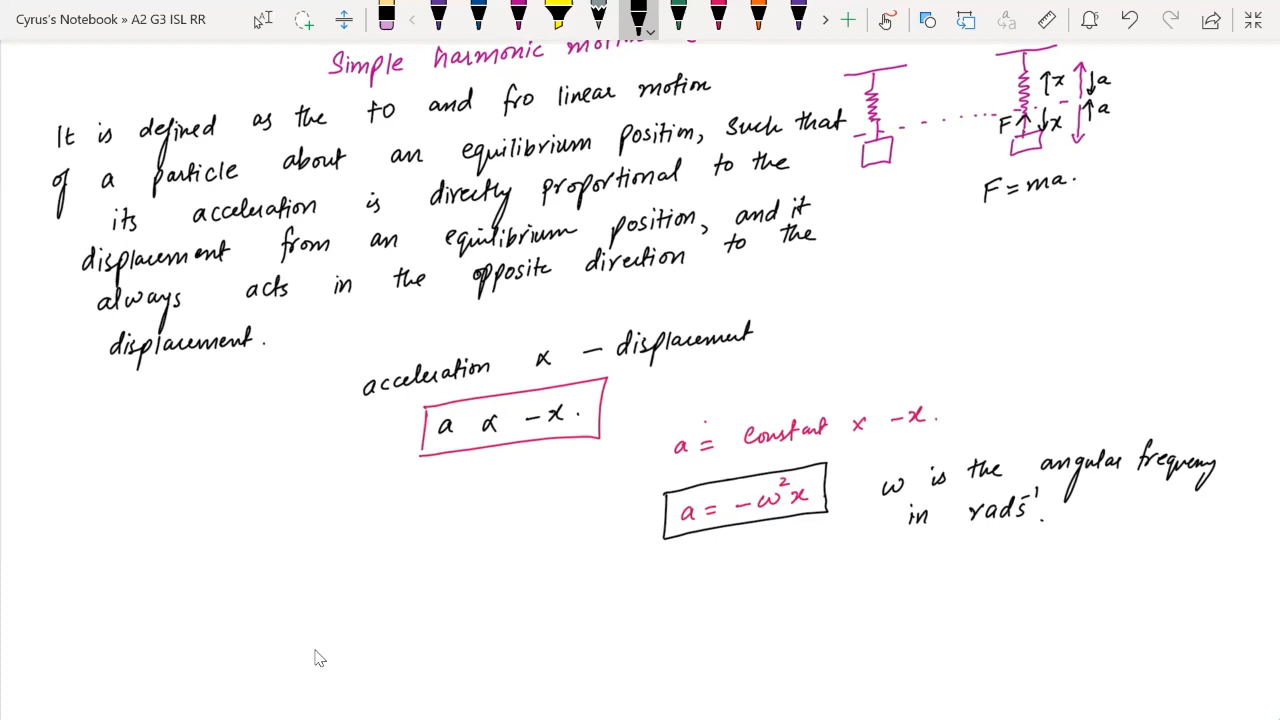 Cyrus's Notebook » A2 G3 ISL RR
Simple harmonic motion
It is defined as the to and fro linear motion
of a particle about an equilibrium position, such that
its acceleration is directly proportional to the
displacement from an equilibrium position, and it
always acts in the opposite direction to the
displacement.
x a
a
F x
F = ma.
acceleration ∝ - displacement
a ∝ -x.
a = constant x -x.
a = -ω²x
ω is the angular frequency
in rads⁻¹.